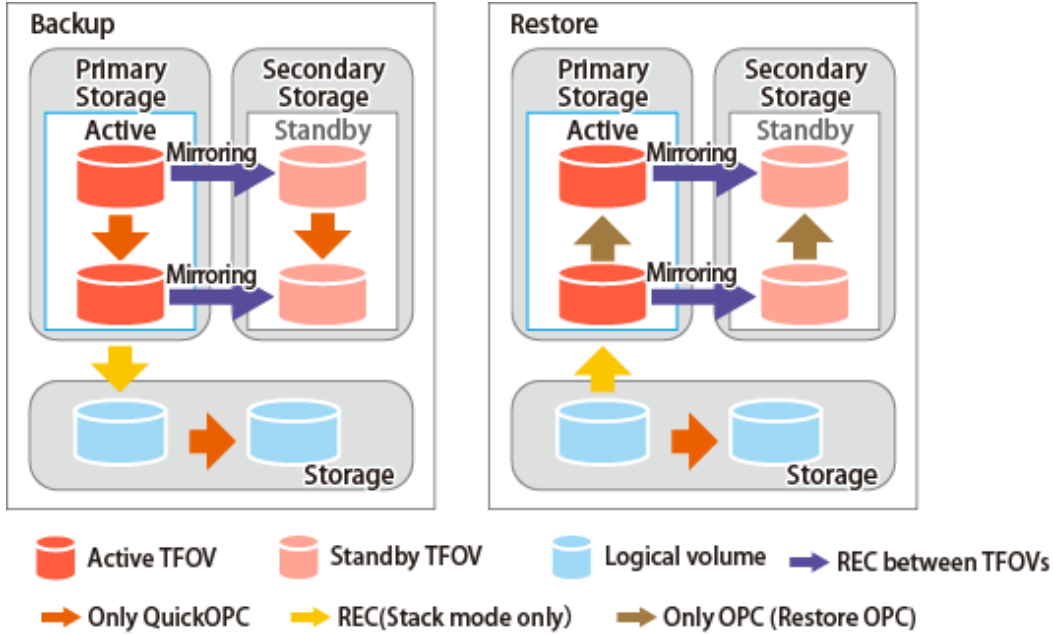 Backup
Primary
Storage
Secondary
Storage
Active
Standby
Mirroring
Mirroring
Storage
Restore
Primary
Storage
Secondary
Storage
Active
Standby
Mirroring
Mirroring
Storage
Active TFOV
Standby TFOV
Logical volume
REC between TFOVs
Only QuickOPC
REC(Stack mode only)
Only OPC (Restore OPC)